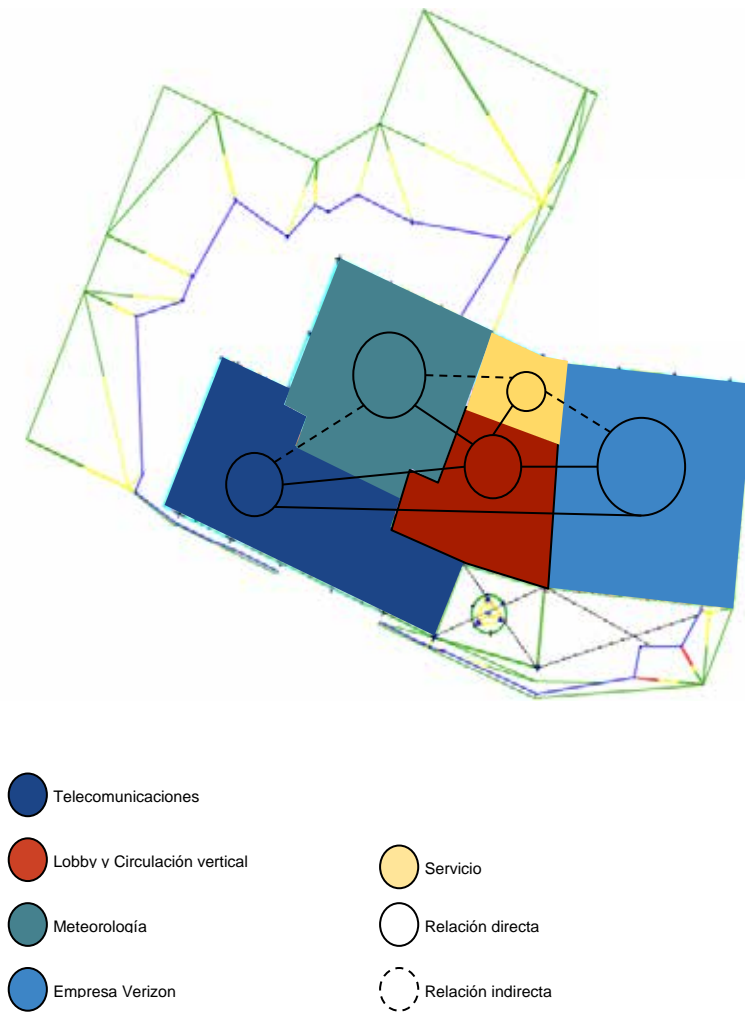 Telecomunicaciones
Lobby y Circulación vertical
Meteorología
Empresa Verizon
Servicio
Relación directa
Relación indirecta